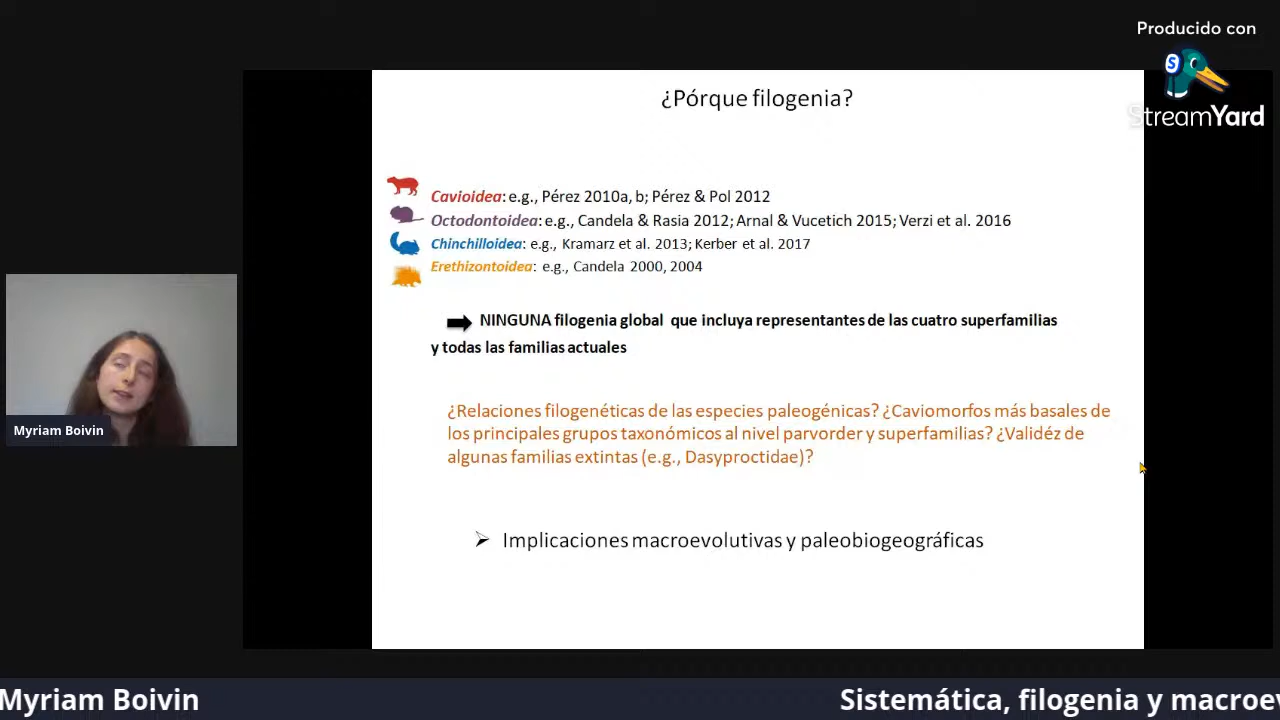 Producido con
StreamYard
¿Pórque filogenia?
Cavioidea: e.g., Pérez 2010a, b; Pérez & Pol 2012
Octodontoidea: e.g., Candela & Rasia 2012; Arnal & Vucetich 2015; Verzi et al. 2016
Chinchilloidea: e.g., Kramarz et al. 2013; Kerber et al. 2017
Erethizontoidea: e.g., Candela 2000, 2004
NINGUNA filogenia global que incluya representantes de las cuatro superfamilias
y todas las familias actuales
¿Relaciones filogenéticas de las especies paleogénicas? ¿Caviomorfos más basales de
los principales grupos taxonómicos al nivel parvorder y superfamilias? ¿Validéz de
algunas familias extintas (e.g., Dasyproctidae)?
➢ Implicaciones macroevolutivas y paleobiogeográficas
Myriam Boivin
Myriam Boivin
Sistemática, filogenia y macroev